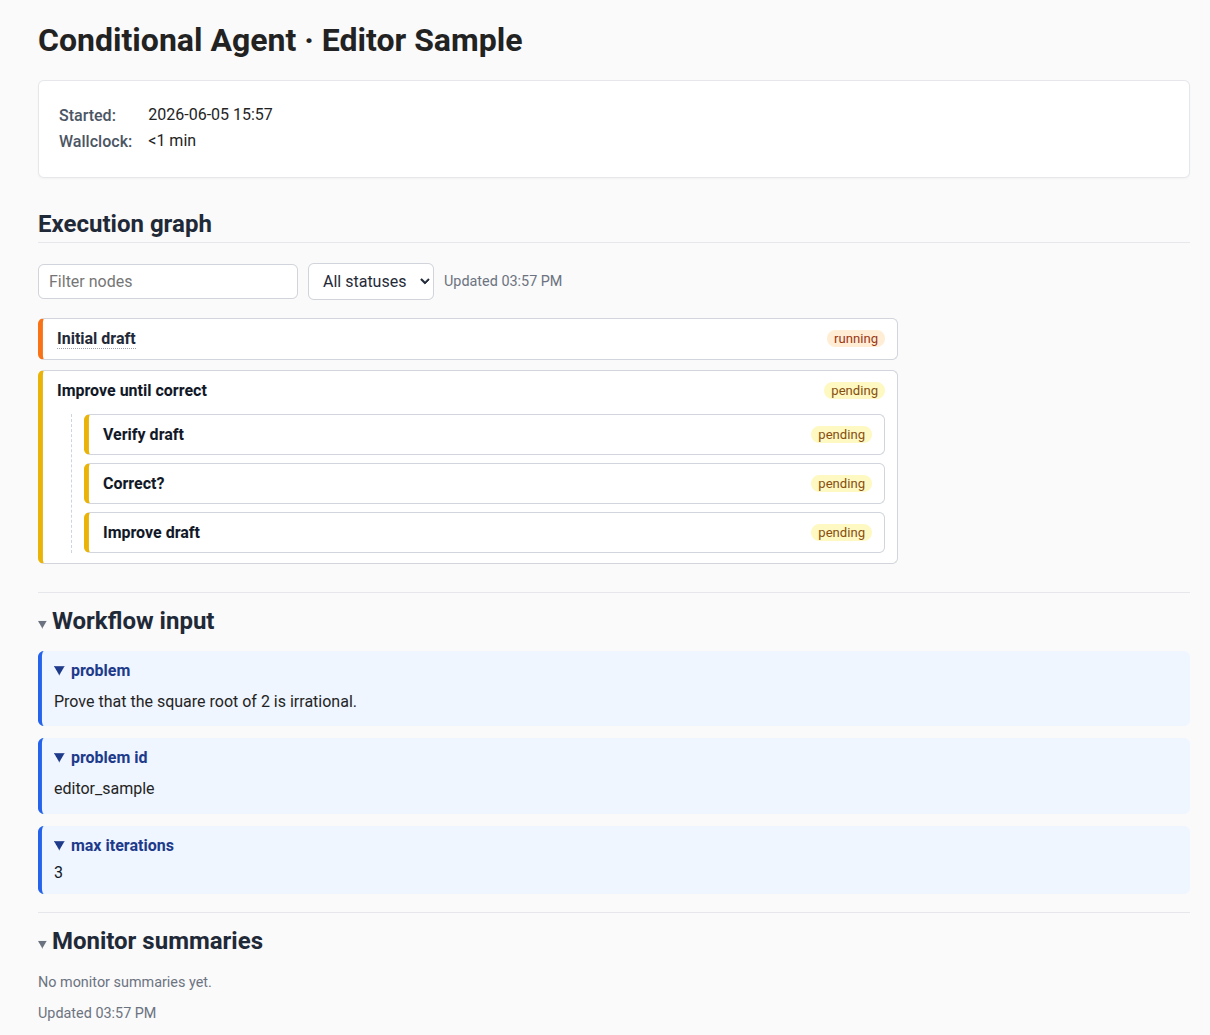 Conditional Agent · Editor Sample
Started: 2026-06-05 15:57
Wallclock: <1 min
Execution graph
Filter nodes All statuses Updated 03:57 PM
Initial draft running
Improve until correct pending
Verify draft pending
Correct? pending
Improve draft pending
Workflow input
problem
Prove that the square root of 2 is irrational.
problem id
editor_sample
max iterations
3
Monitor summaries
No monitor summaries yet.
Updated 03:57 PM